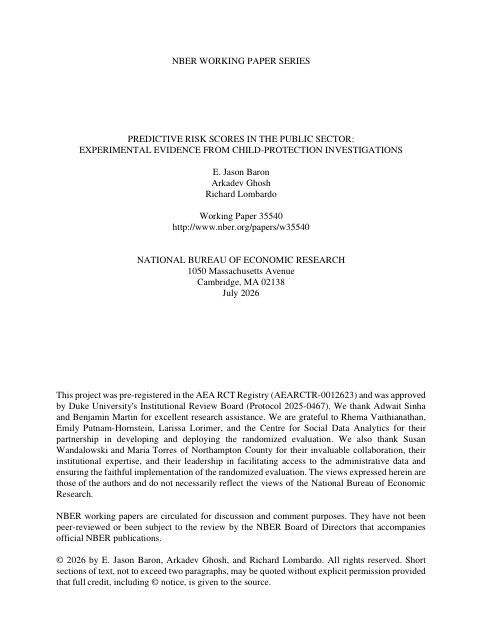 NBER WORKING PAPER SERIES
PREDICTIVE RISK SCORES IN THE PUBLIC SECTOR:
EXPERIMENTAL EVIDENCE FROM CHILD-PROTECTION INVESTIGATIONS
E. Jason Baron
Arkadev Ghosh
Richard Lombardo
Working Paper 35540
http://www.nber.org/papers/w35540
NATIONAL BUREAU OF ECONOMIC RESEARCH
1050 Massachusetts Avenue
Cambridge, MA 02138
July 2026
This project was pre-registered in the AEA RCT Registry (AEARCTR-0012623) and was approved
by Duke University's Institutional Review Board (Protocol 2025-0467). We thank Adwait Sinha
and Benjamin Martin for excellent research assistance. We are grateful to Rhema Vaithianathan,
Emily Putnam-Hornstein, Larissa Lorimer, and the Centre for Social Data Analytics for their
partnership in developing and deploying the randomized evaluation. We also thank Susan
Wandalowski and Maria Torres of Northampton County for their invaluable collaboration, their
institutional expertise, and their leadership in facilitating access to the administrative data and
ensuring the faithful implementation of the randomized evaluation. The views expressed herein are
those of the authors and do not necessarily reflect the views of the National Bureau of Economic
Research.
NBER working papers are circulated for discussion and comment purposes. They have not been
peer-reviewed or been subject to the review by the NBER Board of Directors that accompanies
official NBER publications.
© 2026 by E. Jason Baron, Arkadev Ghosh, and Richard Lombardo. All rights reserved. Short
sections of text, not to exceed two paragraphs, may be quoted without explicit permission provided
that full credit, including © notice, is given to the source.